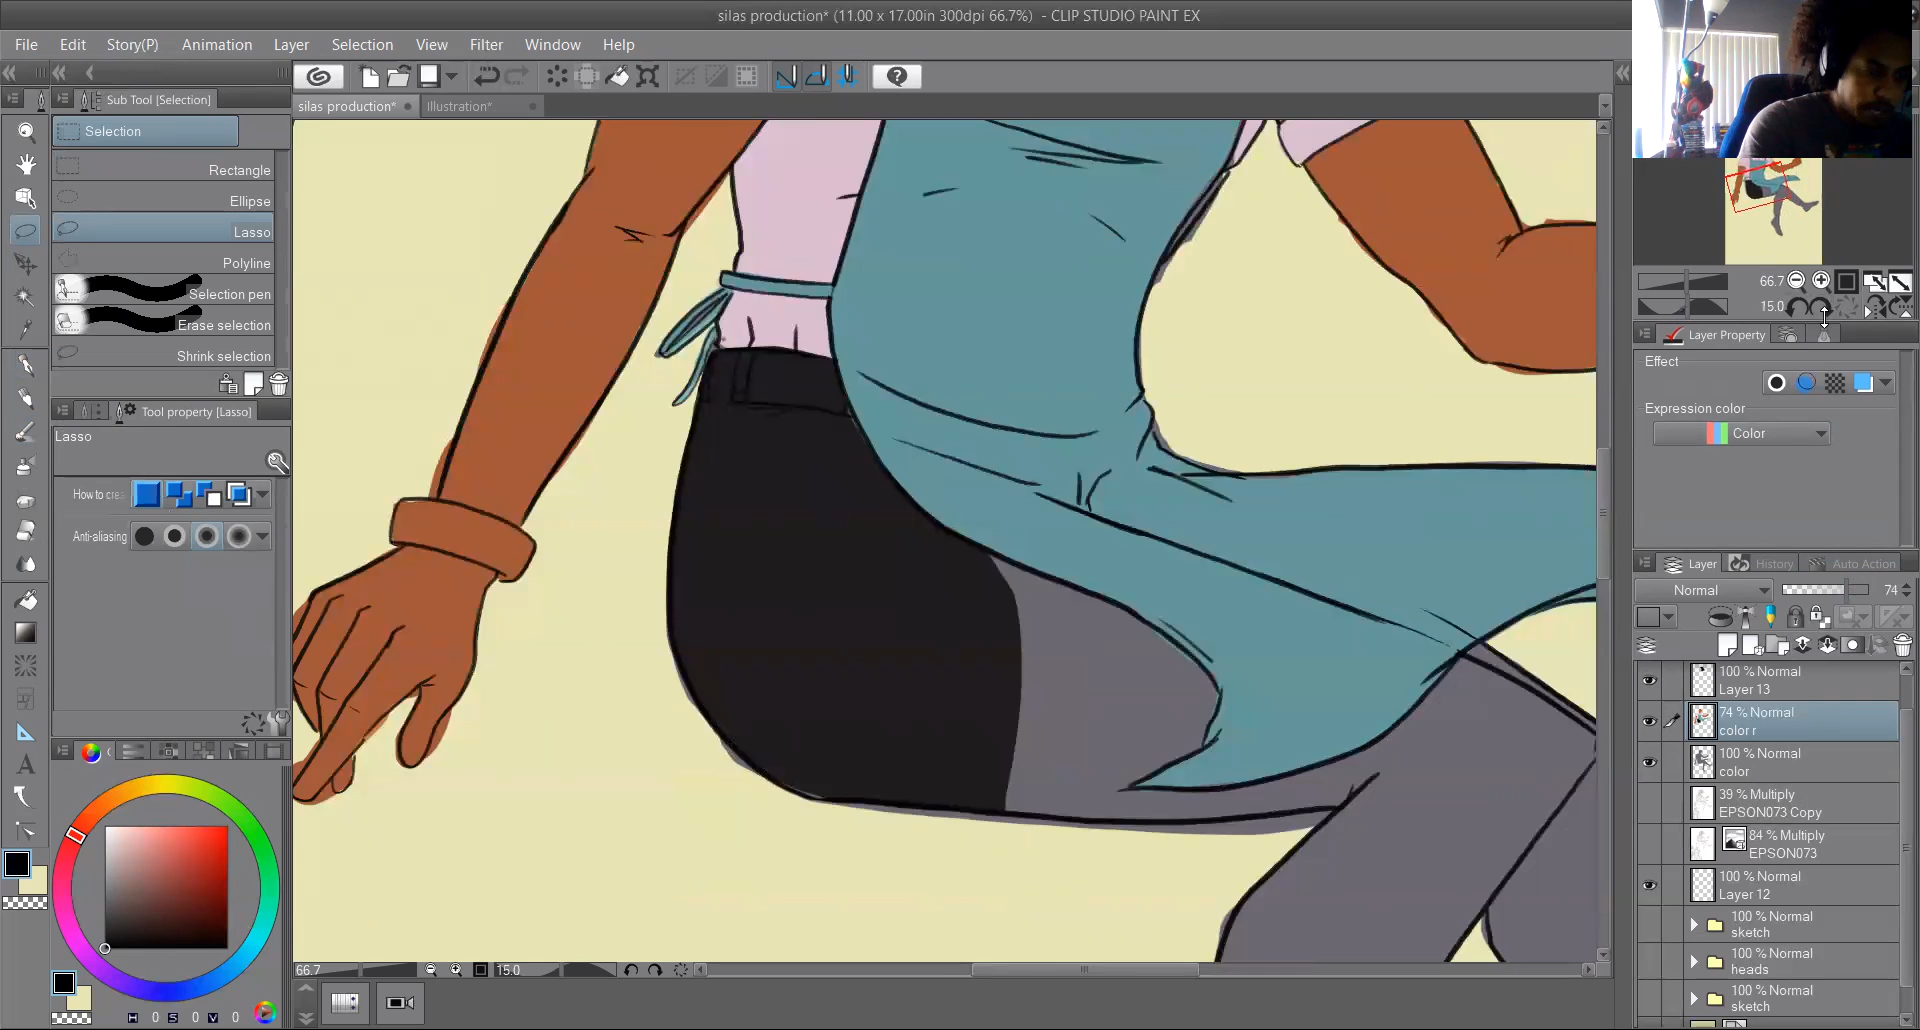 silas production* (11.00 x 17.00in 300dpi 66.7%) - CLIP STUDIO PAINT EX
File Edit Story(P) Animation Layer Selection View Filter Window Help
Sub Tool [Selection]
silas production* Illustration*
Selection
Rectangle
Ellipse
Lasso
Polyline
Selection pen
Erase selection
Shrink selection
Tool property [Lasso]
Lasso
How to cre
Anti-aliasing
H 0 S 0 V 0
66.7 15.0
66.7
15.0
Layer Property
Effect
Expression color
Color
Layer History Auto Action
Normal 74
100 % Normal
Layer 13
74 % Normal
color r
100 % Normal
color
39 % Multiply
EPSON073 Copy
84 % Multiply
EPSON073
100 % Normal
Layer 12
100 % Normal
sketch
100 % Normal
heads
100 % Normal
sketch